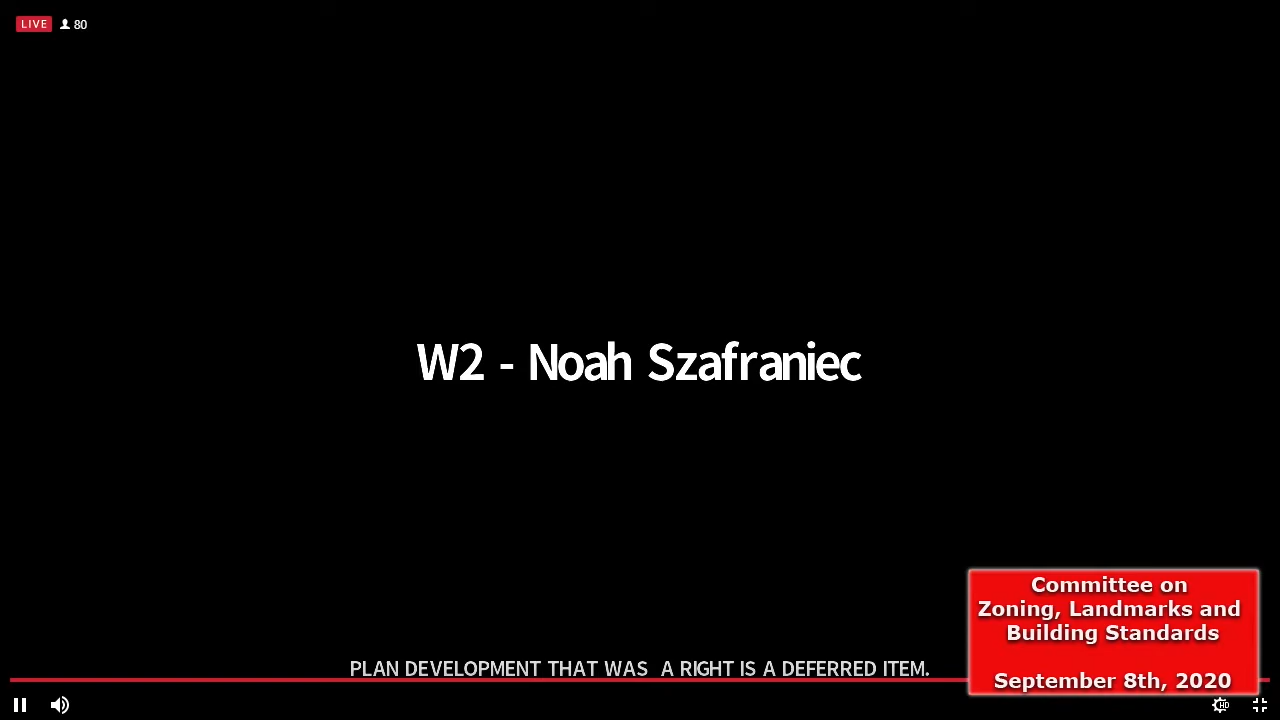 LIVE 80
W2 - Noah Szafraniec
PLAN DEVELOPMENT THAT WAS A RIGHT IS A DEFERRED ITEM.
Committee on
Zoning, Landmarks and
Building Standards
September 8th, 2020
HD